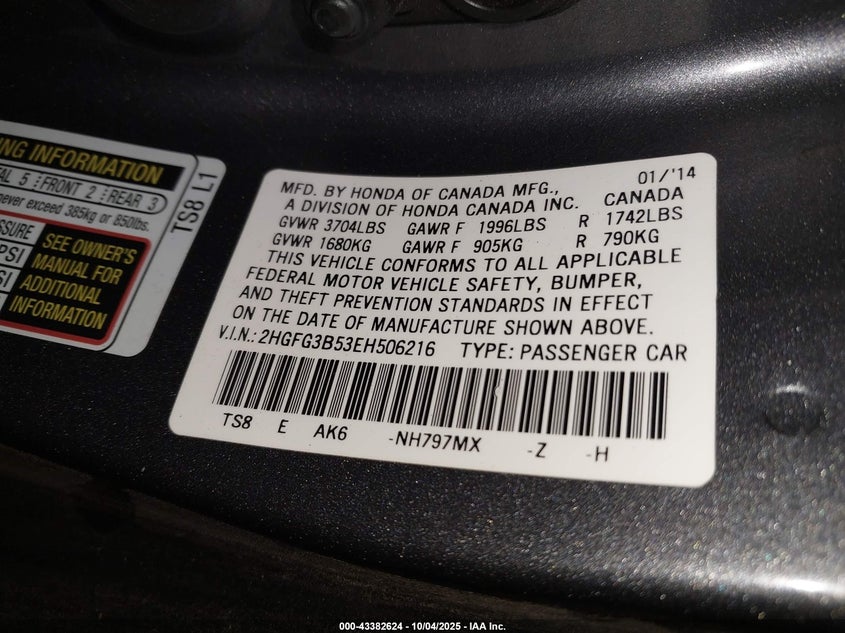 NG INFORMATION
AL 5 FRONT 2 REAR 3
never exceed 385kg or 850lbs.
SSURE
PSI
SI
SEE OWNER'S
MANUAL FOR
ADDITIONAL
INFORMATION
TS8 L1
MFD. BY HONDA OF CANADA MFG., 01/'14
A DIVISION OF HONDA CANADA INC. CANADA
GVWR 3704LBS GAWR F 1996LBS R 1742LBS
GVWR 1680KG GAWR F 905KG R 790KG
THIS VEHICLE CONFORMS TO ALL APPLICABLE
FEDERAL MOTOR VEHICLE SAFETY, BUMPER,
AND THEFT PREVENTION STANDARDS IN EFFECT
ON THE DATE OF MANUFACTURE SHOWN ABOVE.
V.I.N.: 2HGFG3B53EH506216 TYPE: PASSENGER CAR
TS8 E AK6 -NH797MX -Z -H
000-43382624 - 10/04/2025 - IAA Inc.